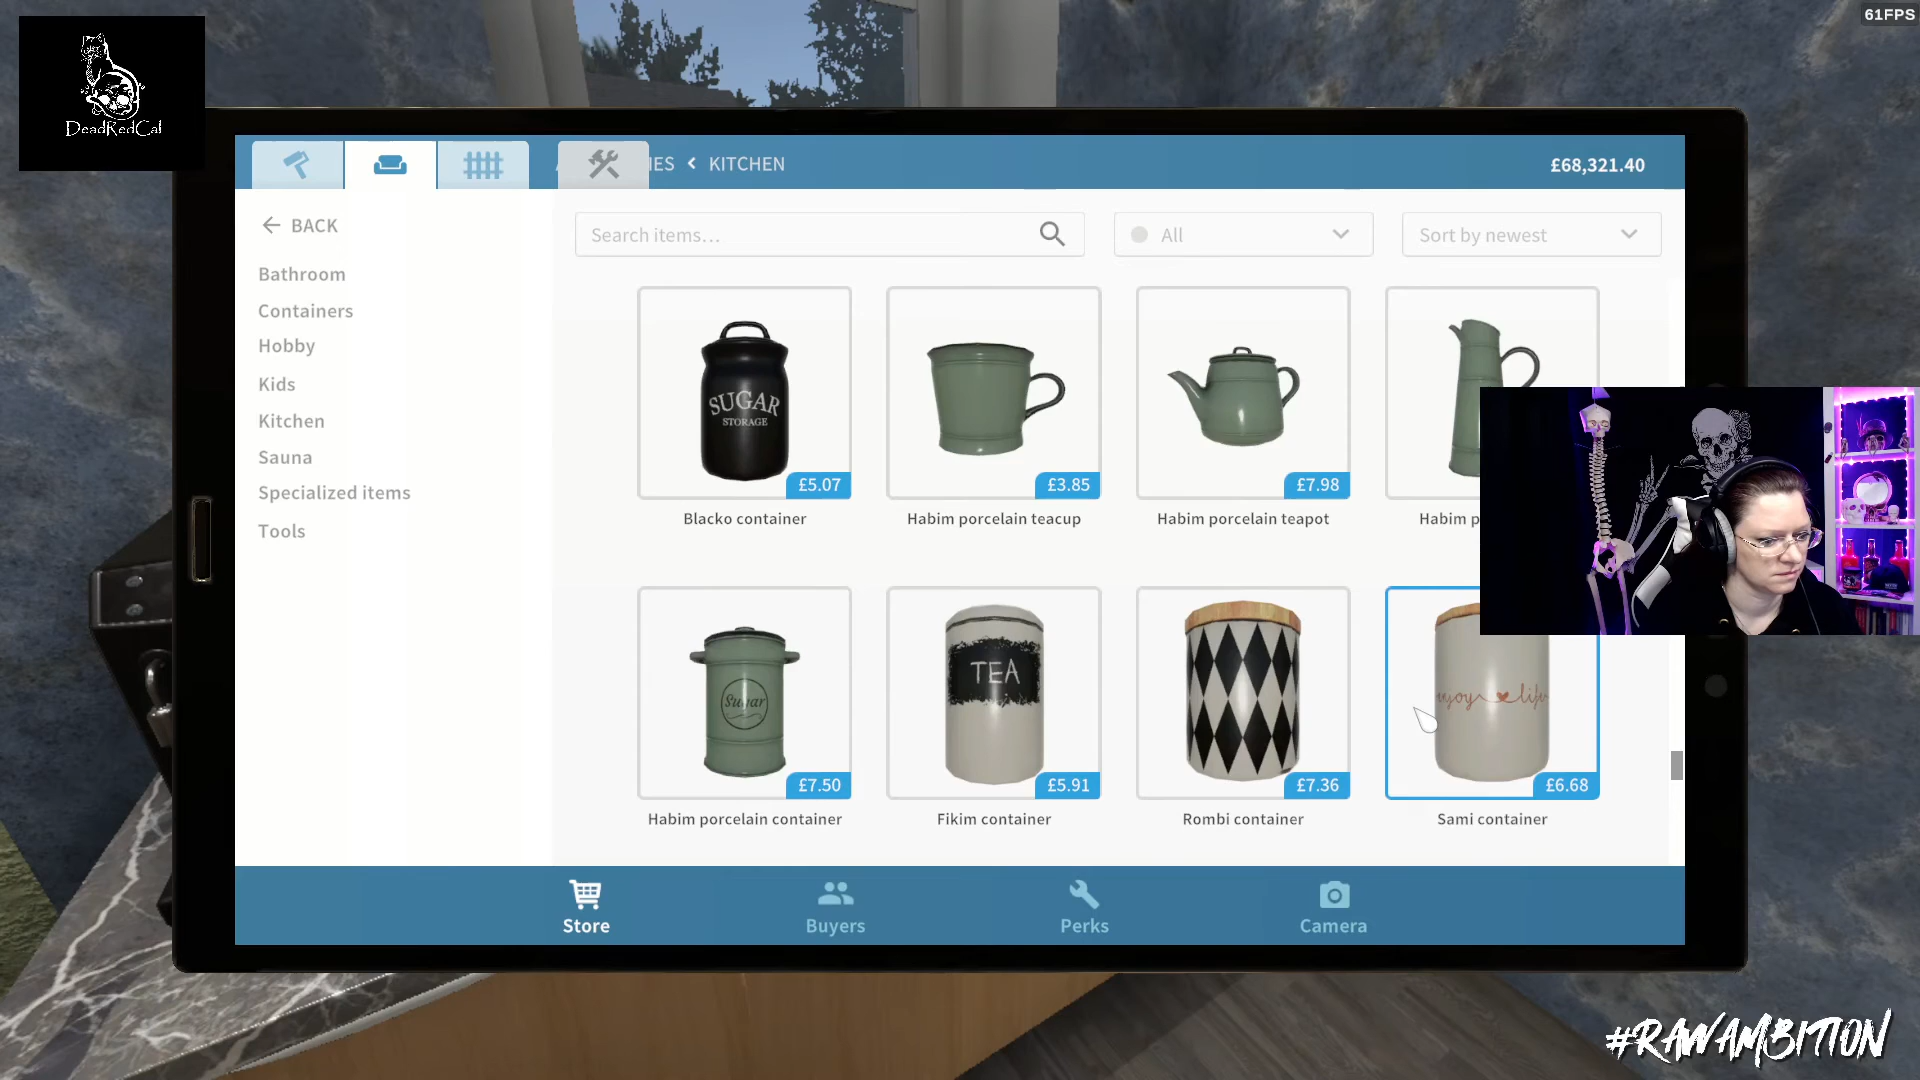 61FPS
DeadRedCal
< KITCHEN
£68,321.40
BACK
Search items...
All
Sort by newest
Bathroom
Containers
Hobby
Kids
Kitchen
Sauna
Specialized items
Tools
SUGAR
STORAGE
£5.07
£3.85
£7.98
Blacko container
Habim porcelain teacup
Habim porcelain teapot
Habim p
Sugar
TEA
njoy life
£7.50
£5.91
£7.36
£6.68
Habim porcelain container
Fikim container
Rombi container
Sami container
Store
Buyers
Perks
Camera
#RAWAMBITION